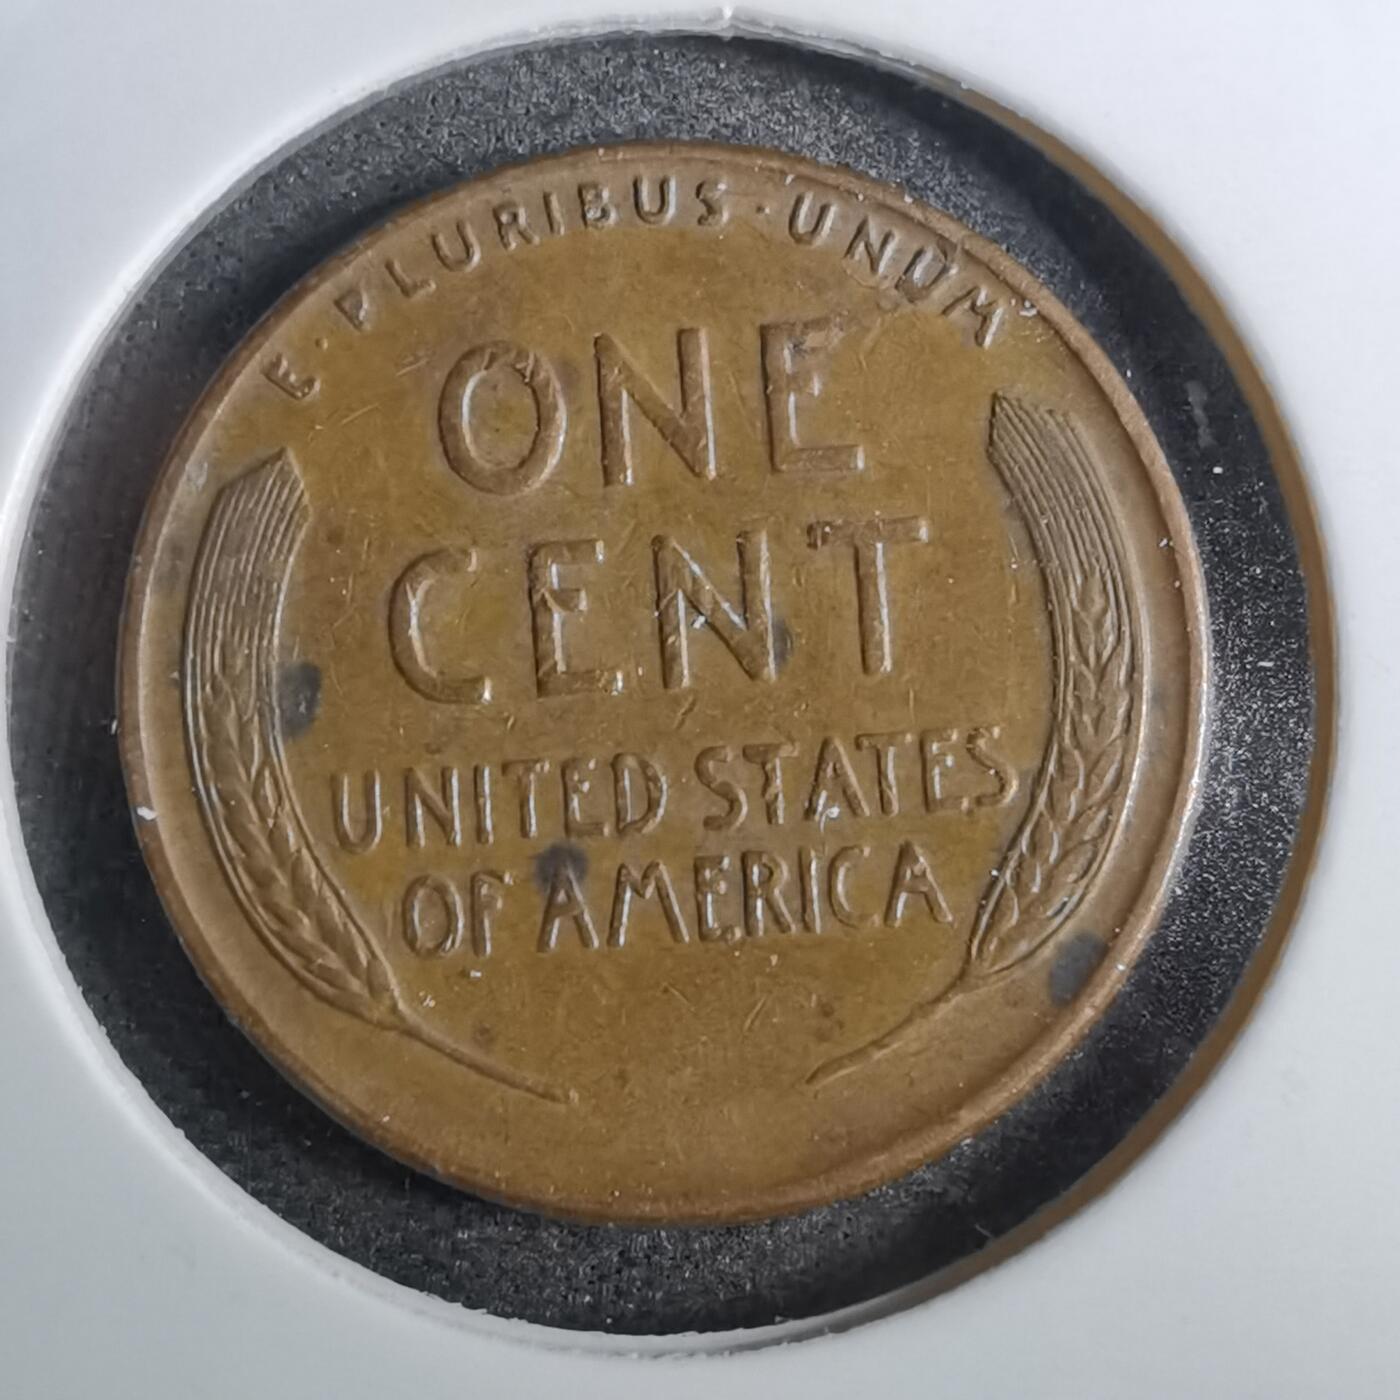 E·PLURIBUS·UNUM
ONE
CENT
UNITED STATES
OF AMERICA